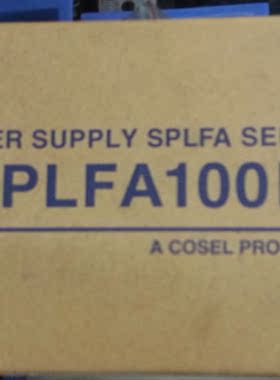 ER SUPPLY SPLFA SE
PLFA100
A COSEL PRO